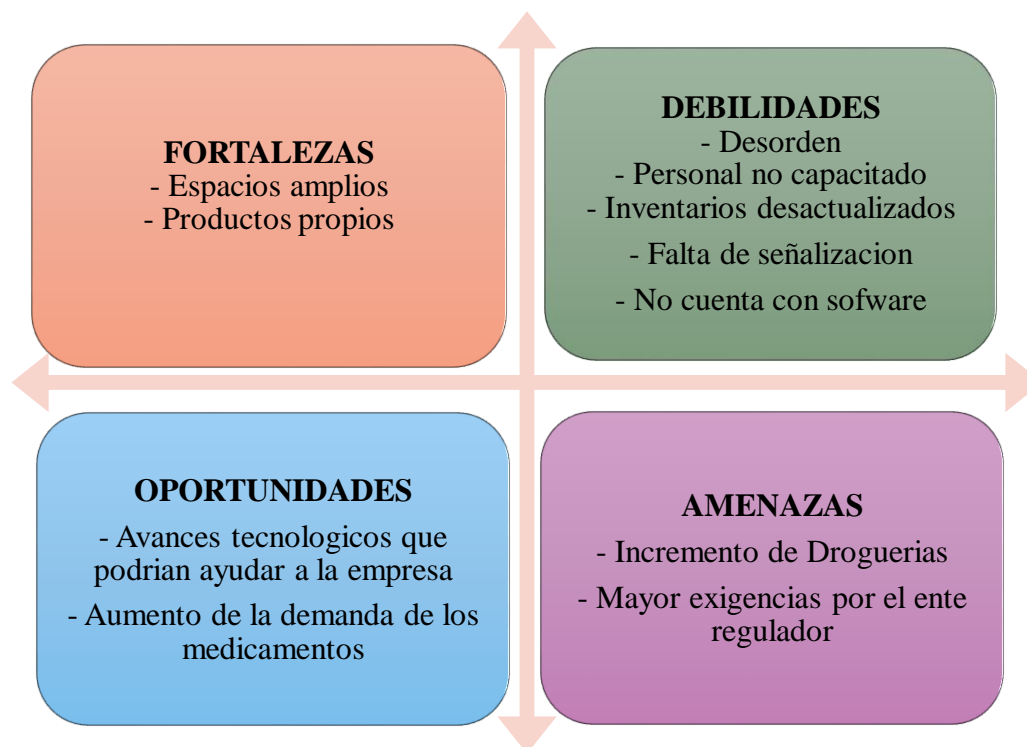 FORTALEZAS
- Espacios amplios
- Productos propios
DEBILIDADES
- Desorden
- Personal no capacitado
- Inventarios desactualizados
- Falta de señalizacion
- No cuenta con sofware
OPORTUNIDADES
- Avances tecnologicos que
podrian ayudar a la empresa
- Aumento de la demanda de los
medicamentos
AMENAZAS
- Incremento de Droguerias
- Mayor exigencias por el ente
regulador